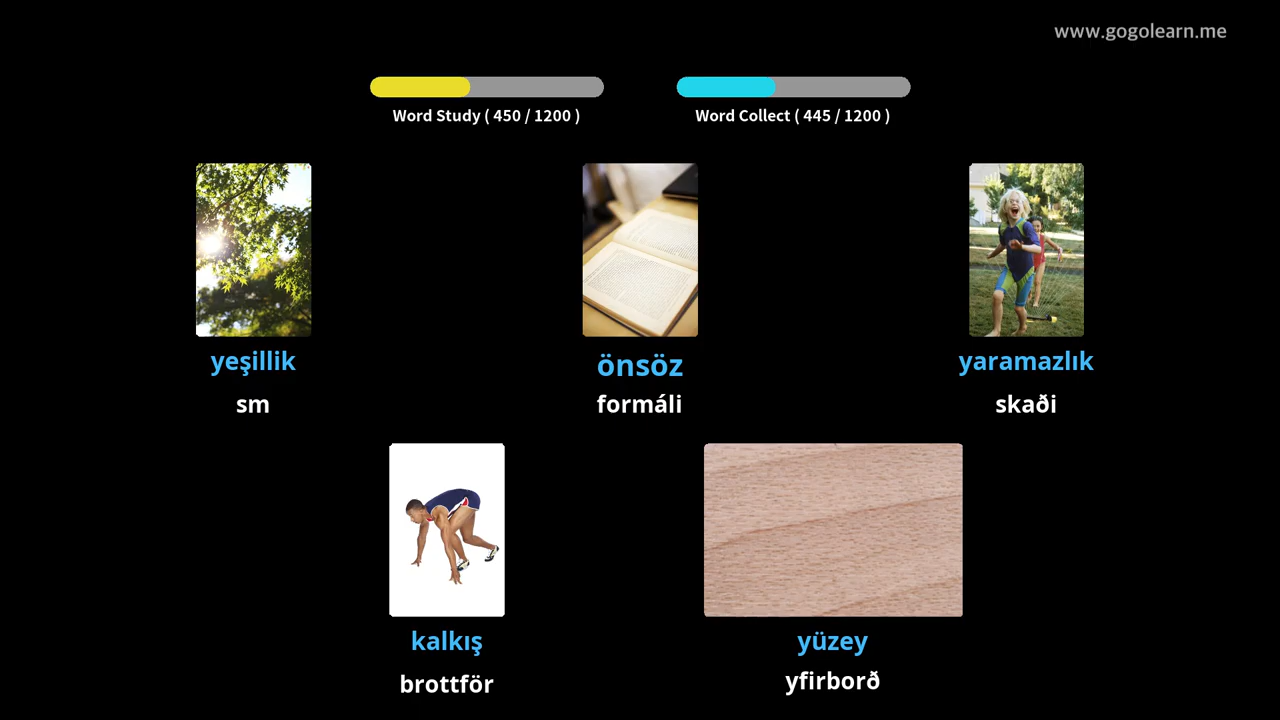 www.gogolearn.me
Word Study ( 450 / 1200 )
Word Collect ( 445 / 1200 )
yeşillik
önsöz
yaramazlık
sm
formáli
skaði
kalkış
yüzey
brottför
yfirborð